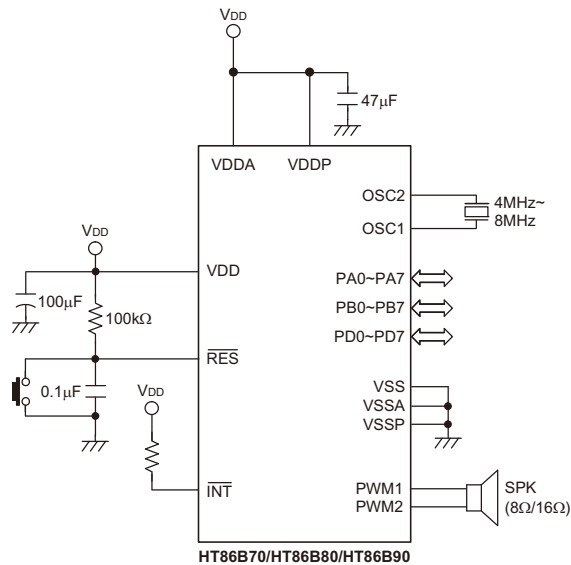 VDD
47μF
VDDA
VDDP
OSC2
4MHz~
8MHz
OSC1
VDD
VDD
100μF
100kΩ
PA0~PA7
PB0~PB7
PD0~PD7
RES
0.1μF
VDD
VSS
VSSA
VSSP
INT
PWM1
PWM2
SPK
(8Ω/16Ω)
HT86B70/HT86B80/HT86B90